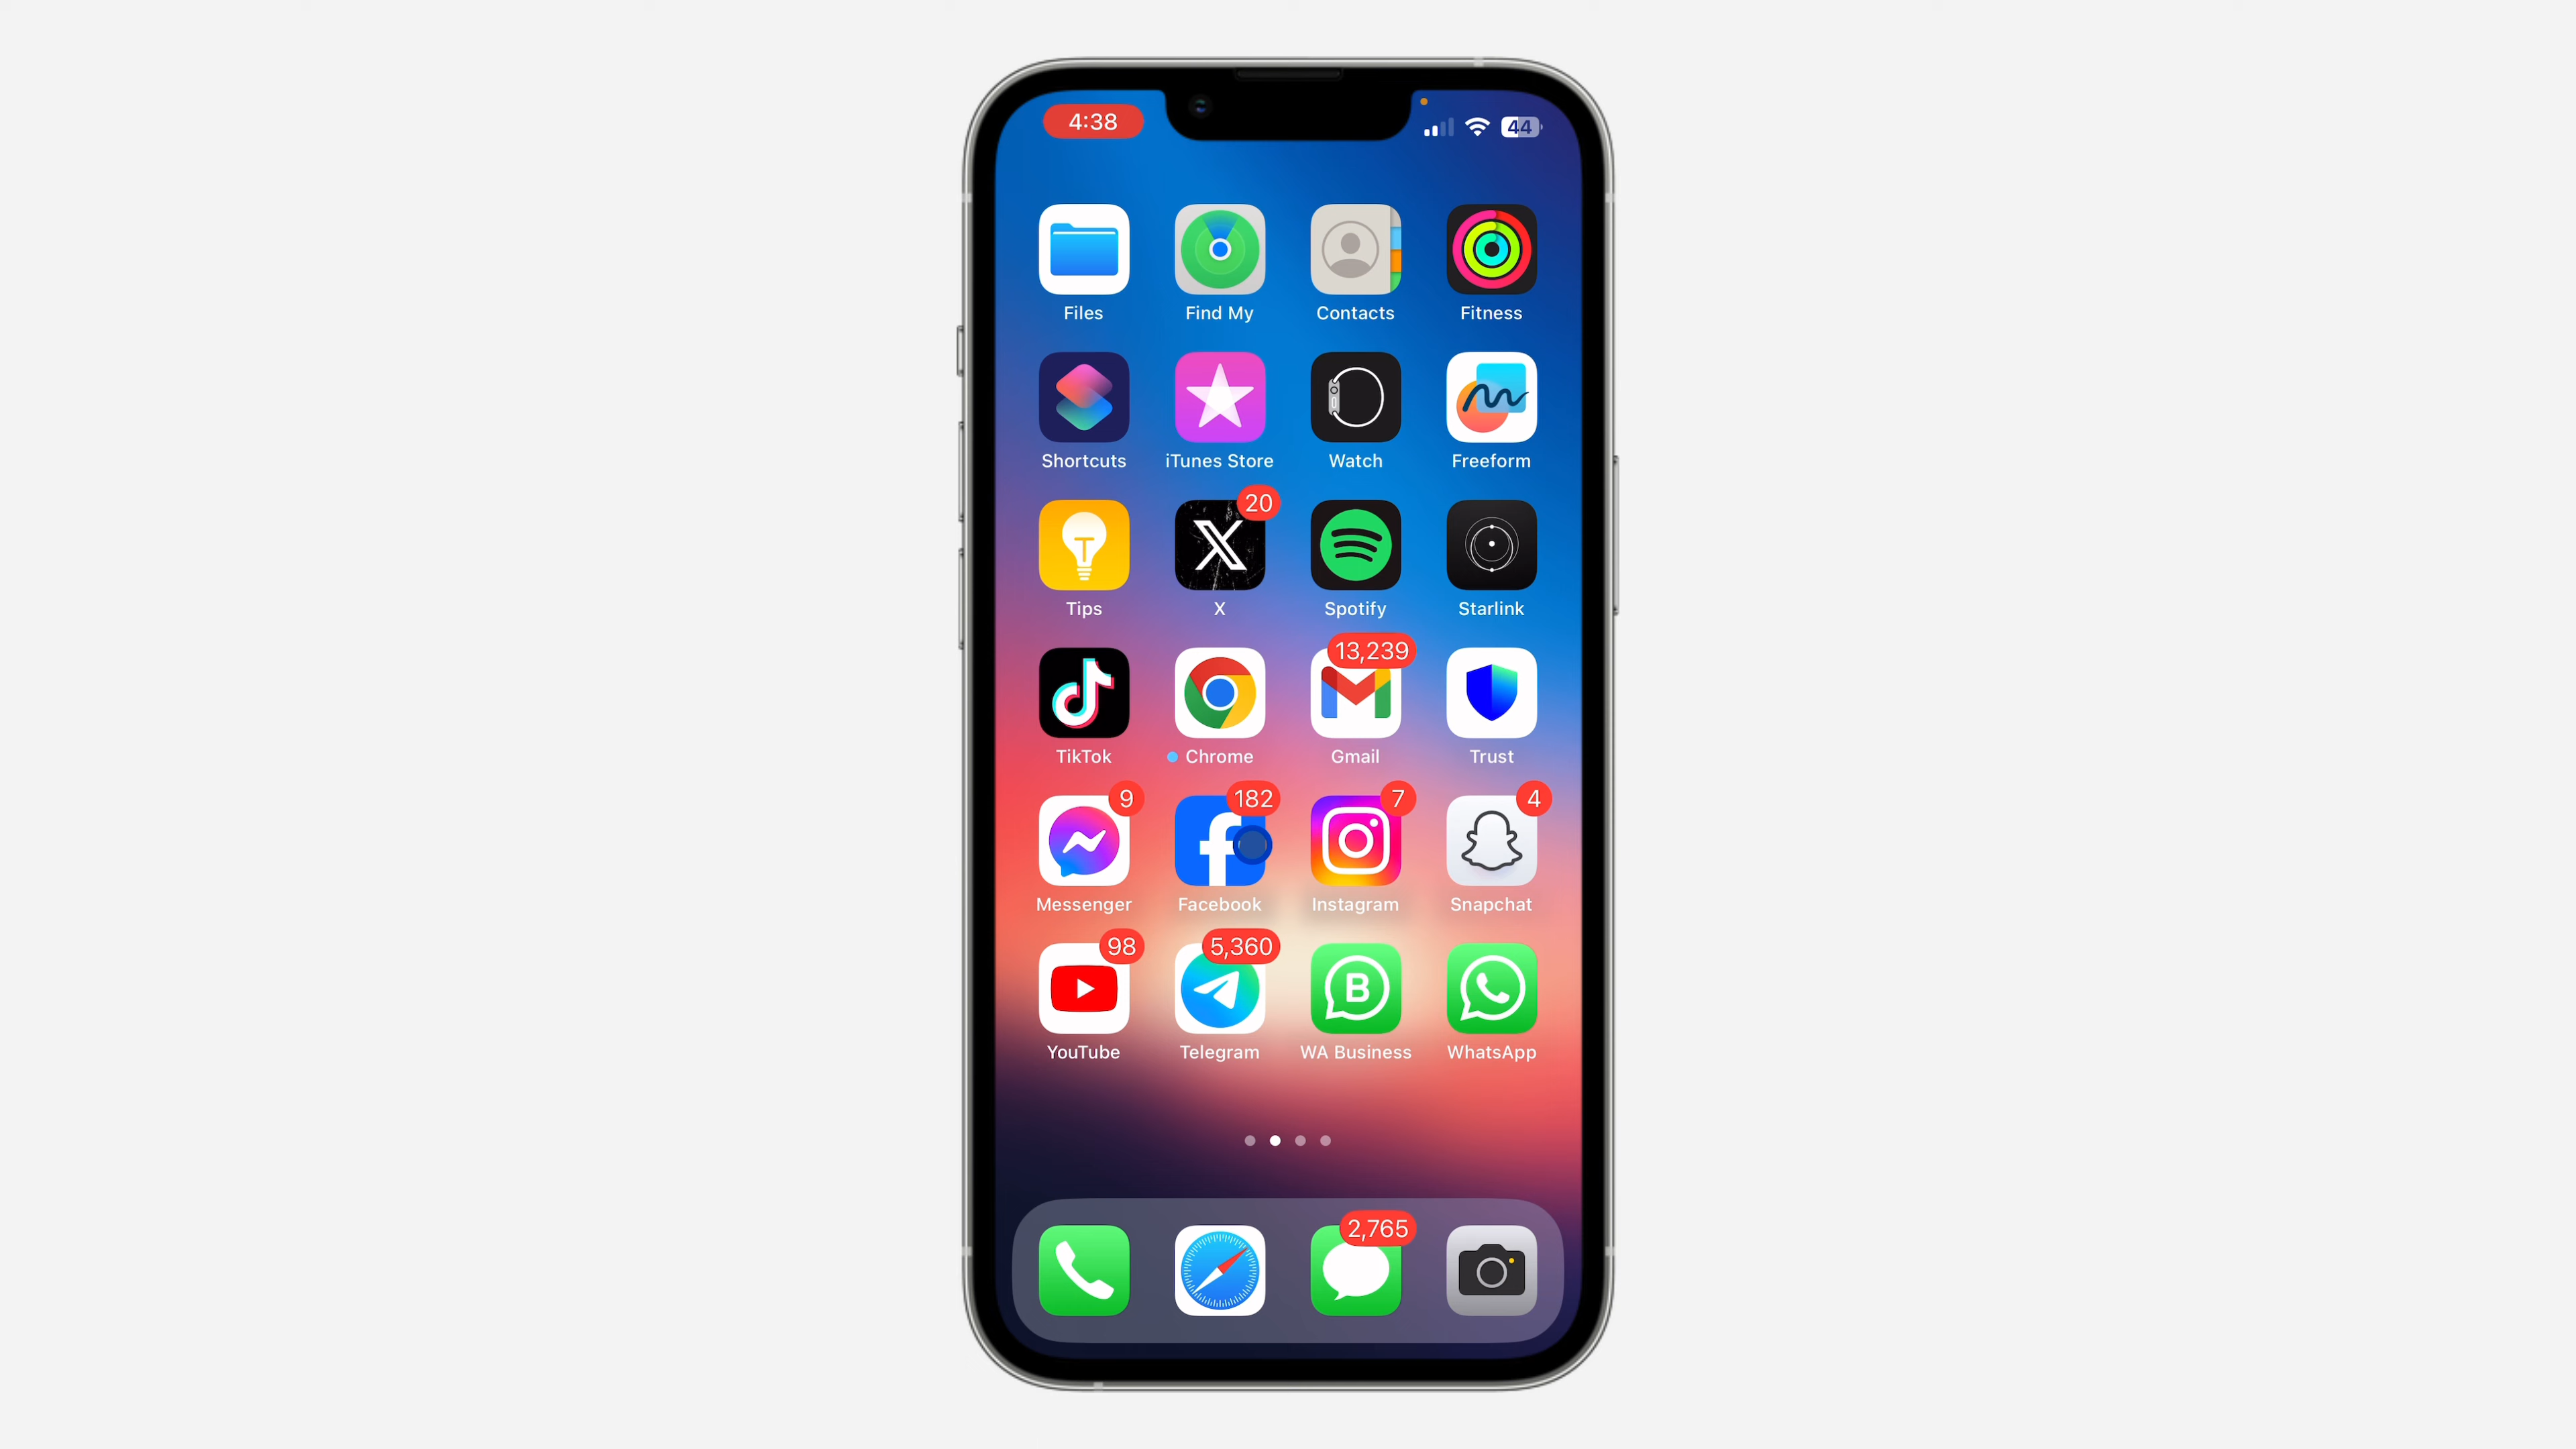 4:38
44
Files Find My Contacts Fitness
Shortcuts iTunes Store Watch Freeform
20
Tips X Spotify Starlink
13,239
TikTok Chrome Gmail Trust
9 182 7 4
Messenger Facebook Instagram Snapchat
98 5,360
YouTube Telegram WA Business WhatsApp
2,765